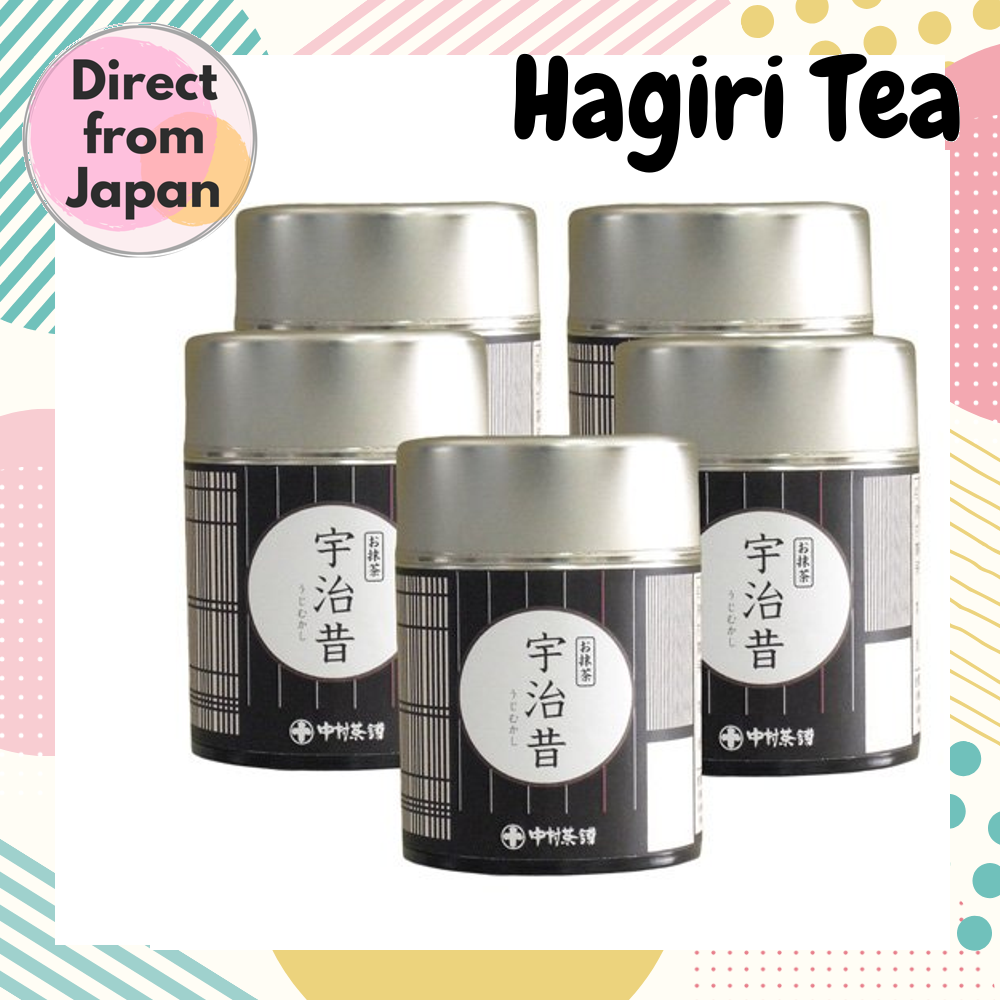 Direct
from
Japan
Hagiri Tea
お抹茶
宇治昔
うじむかし
中村茶舗
お抹茶
宇治昔
うじむかし
中村茶舗
お抹茶
宇治昔
うじむかし
中村茶舗